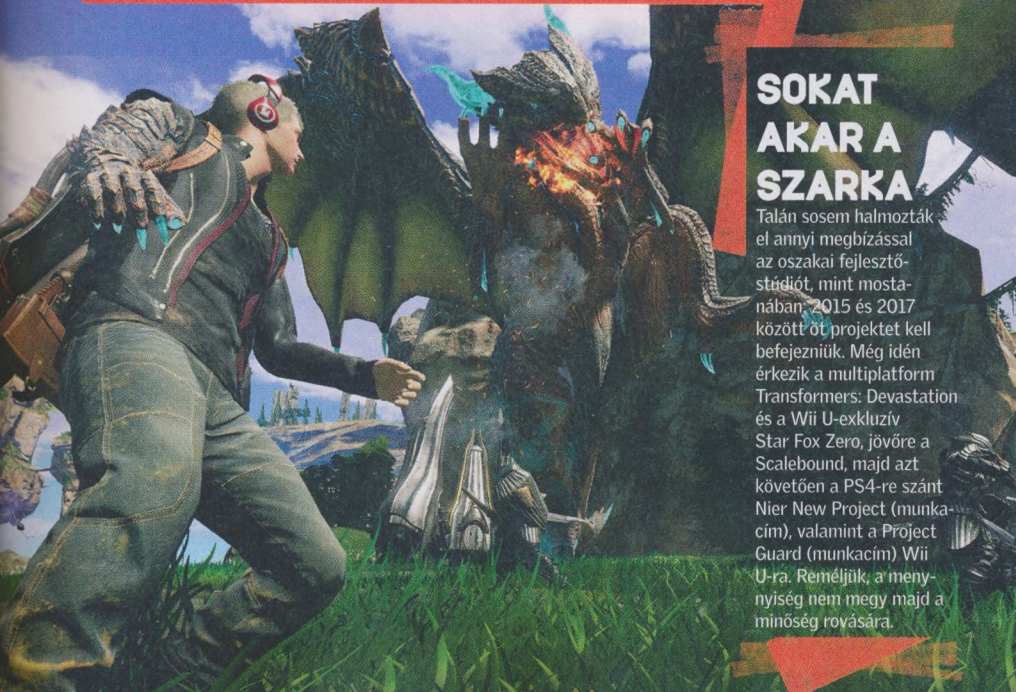 SOKAT
AKAR A
SZARKA
Talán sosem halmozták
el annyi megbízással
az oszakai fejlesztő-
stúdiót, mint mosta-
nában: 2015 és 2017
között öt projektet kell
befejezniük. Még idén
érkezik a multiplatform
Transformers: Devastation
és a Wii U-exkluzív
Star Fox Zero, jövőre a
Scalebound, majd azt
követően a PS4-re szánt
Nier New Project (munka-
cím), valamint a Project
Guard (munkacím) Wii
U-ra. Reméljük, a meny-
nyiség nem megy majd a
minőség rovására.